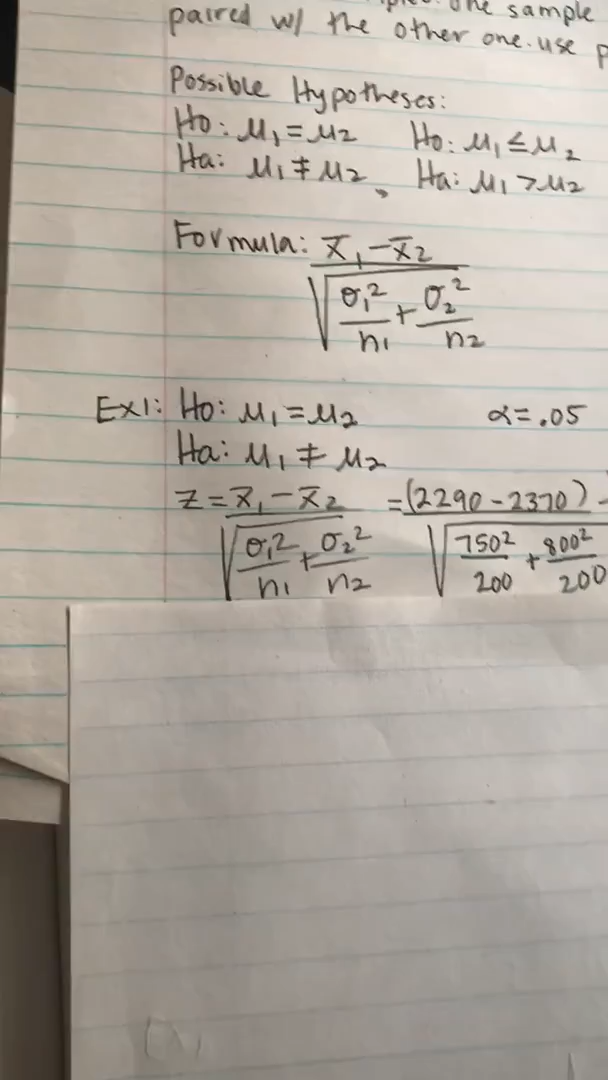 one sample
paired w/ the other one. use
Possible Hypotheses:
Ho: μ₁ = μ₂ Ho: μ₁ ≤ μ₂
Ha: μ₁ ≠ μ₂ Ha: μ₁ > μ₂
Formula: x̄₁ - x̄₂
√ σ₁²/n₁ + σ₂²/n₂
Ex1: Ho: μ₁ = μ₂ α = .05
Ha: μ₁ ≠ μ₂
z = x̄₁ - x̄₂ = (2290 - 2370) -
√ σ₁²/n₁ + σ₂²/n₂ √ 750²/200 + 800²/200